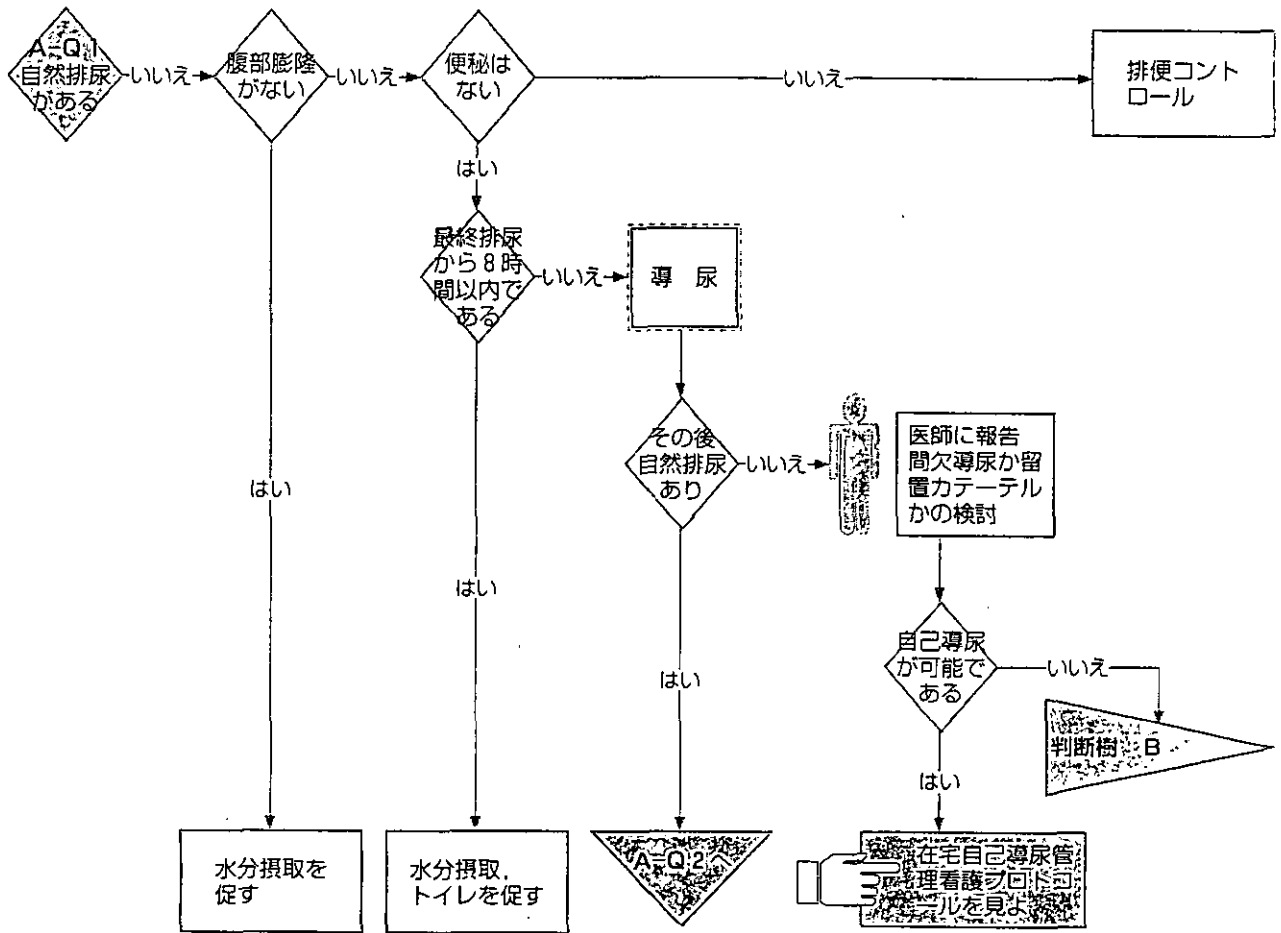 A-Q 1
自然排尿
がある
いいえ
腹部膨隆
がない
いいえ
便秘は
ない
いいえ
排便コント
ロール
はい
最終排尿
から8時
間以内で
ある
いいえ
導 尿
その後
自然排尿
あり
いいえ
医師に報告
間欠導尿か留
置カテーテル
かの検討
はい
はい
はい
自己導尿
が可能で
ある
いいえ
判断樹 B
はい
水分摂取を
促す
水分摂取,
トイレを促す
A-Q 2へ
在宅自己導尿管
理看護プロトコ
ールを見よ